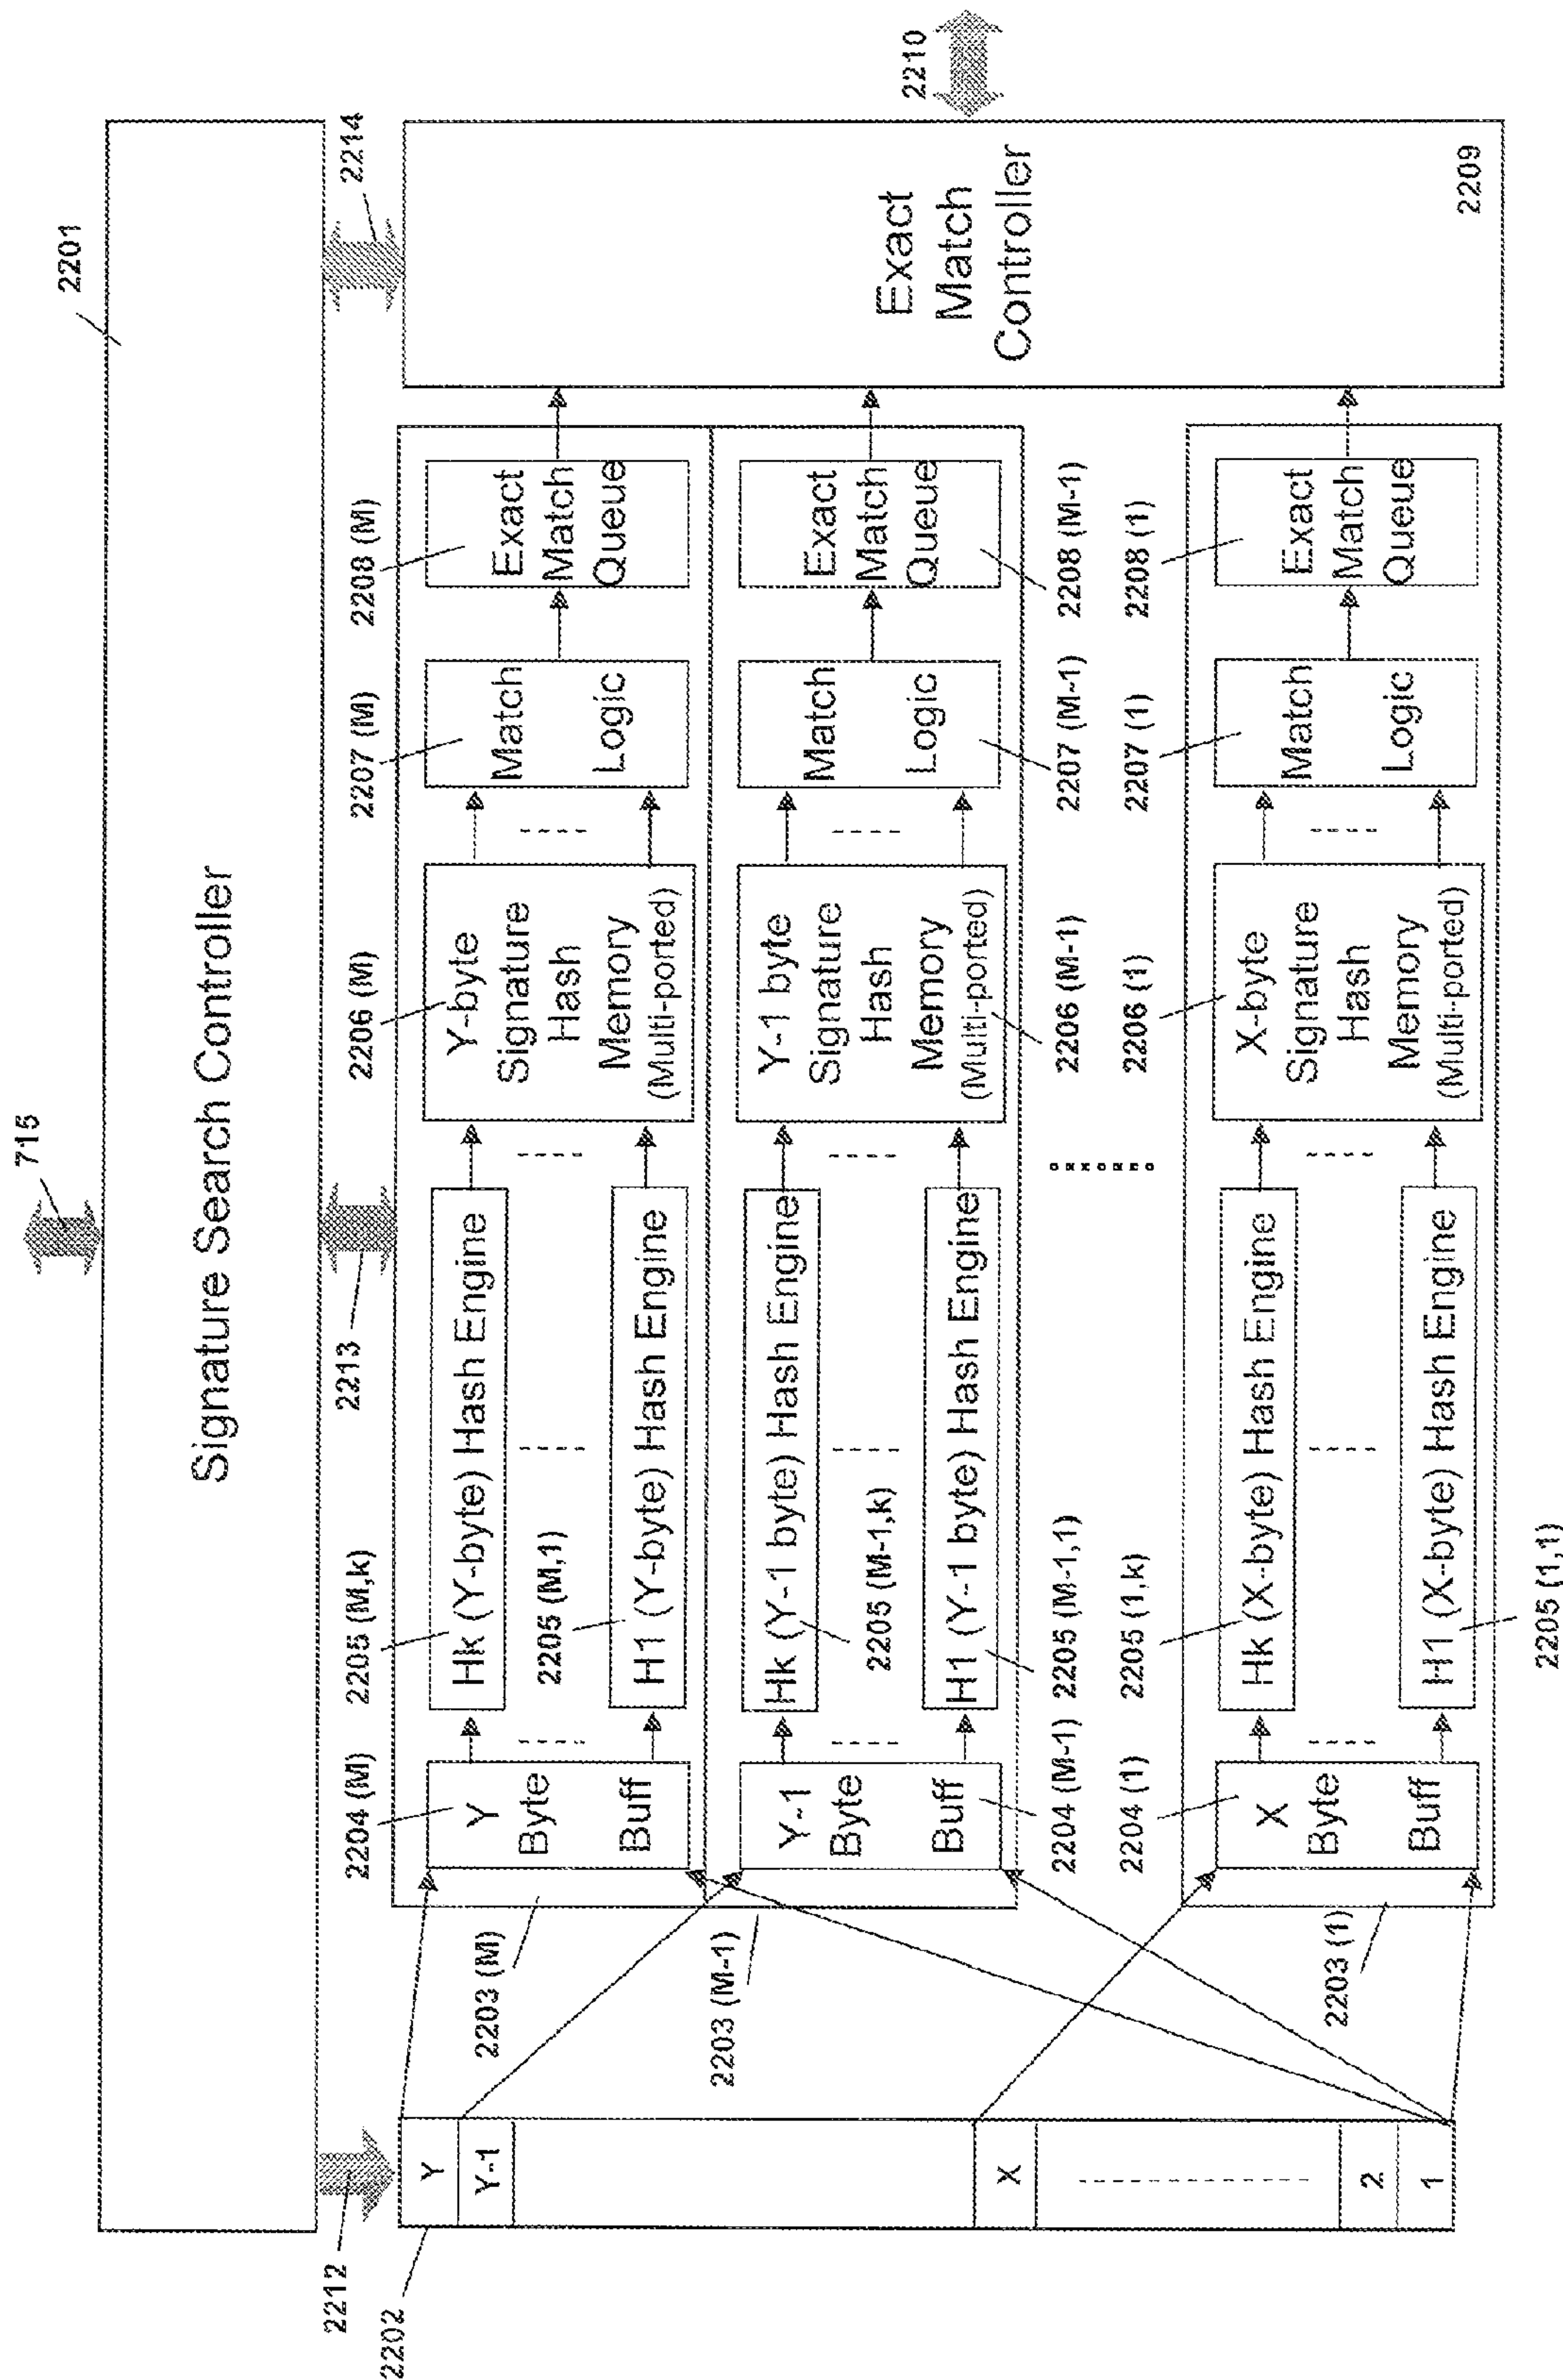 715
2201
Signature Search Controller
2212
2213
2214
2202
Y
Y-1
X
2
1
2204 (M)
2205 (M,k)
2206 (M)
2207 (M)
2208 (M)
2203 (M)
Y
Byte
Buff
Hk (Y-byte) Hash Engine
2205 (M,1)
H1 (Y-byte) Hash Engine
Y-byte
Signature
Hash
Memory
(Multi-ported)
Match
Logic
Exact
Match
Queue
2203 (M-1)
Y-1
Byte
Buff
Hk (Y-1 byte) Hash Engine
2205 (M-1,k)
H1 (Y-1 byte) Hash Engine
Y-1 byte
Signature
Hash
Memory
(Multi-ported)
Match
Logic
Exact
Match
Queue
2204 (M-1)
2205 (M-1,1)
2206 (M-1)
2207 (M-1)
2208 (M-1)
2204 (1)
2205 (1,k)
2206 (1)
2207 (1)
2208 (1)
2203 (1)
X
Byte
Buff
Hk (X-byte) Hash Engine
H1 (X-byte) Hash Engine
X-byte
Signature
Hash
Memory
(Multi-ported)
Match
Logic
Exact
Match
Queue
2205 (1,1)
Exact
Match
Controller
2209
2210